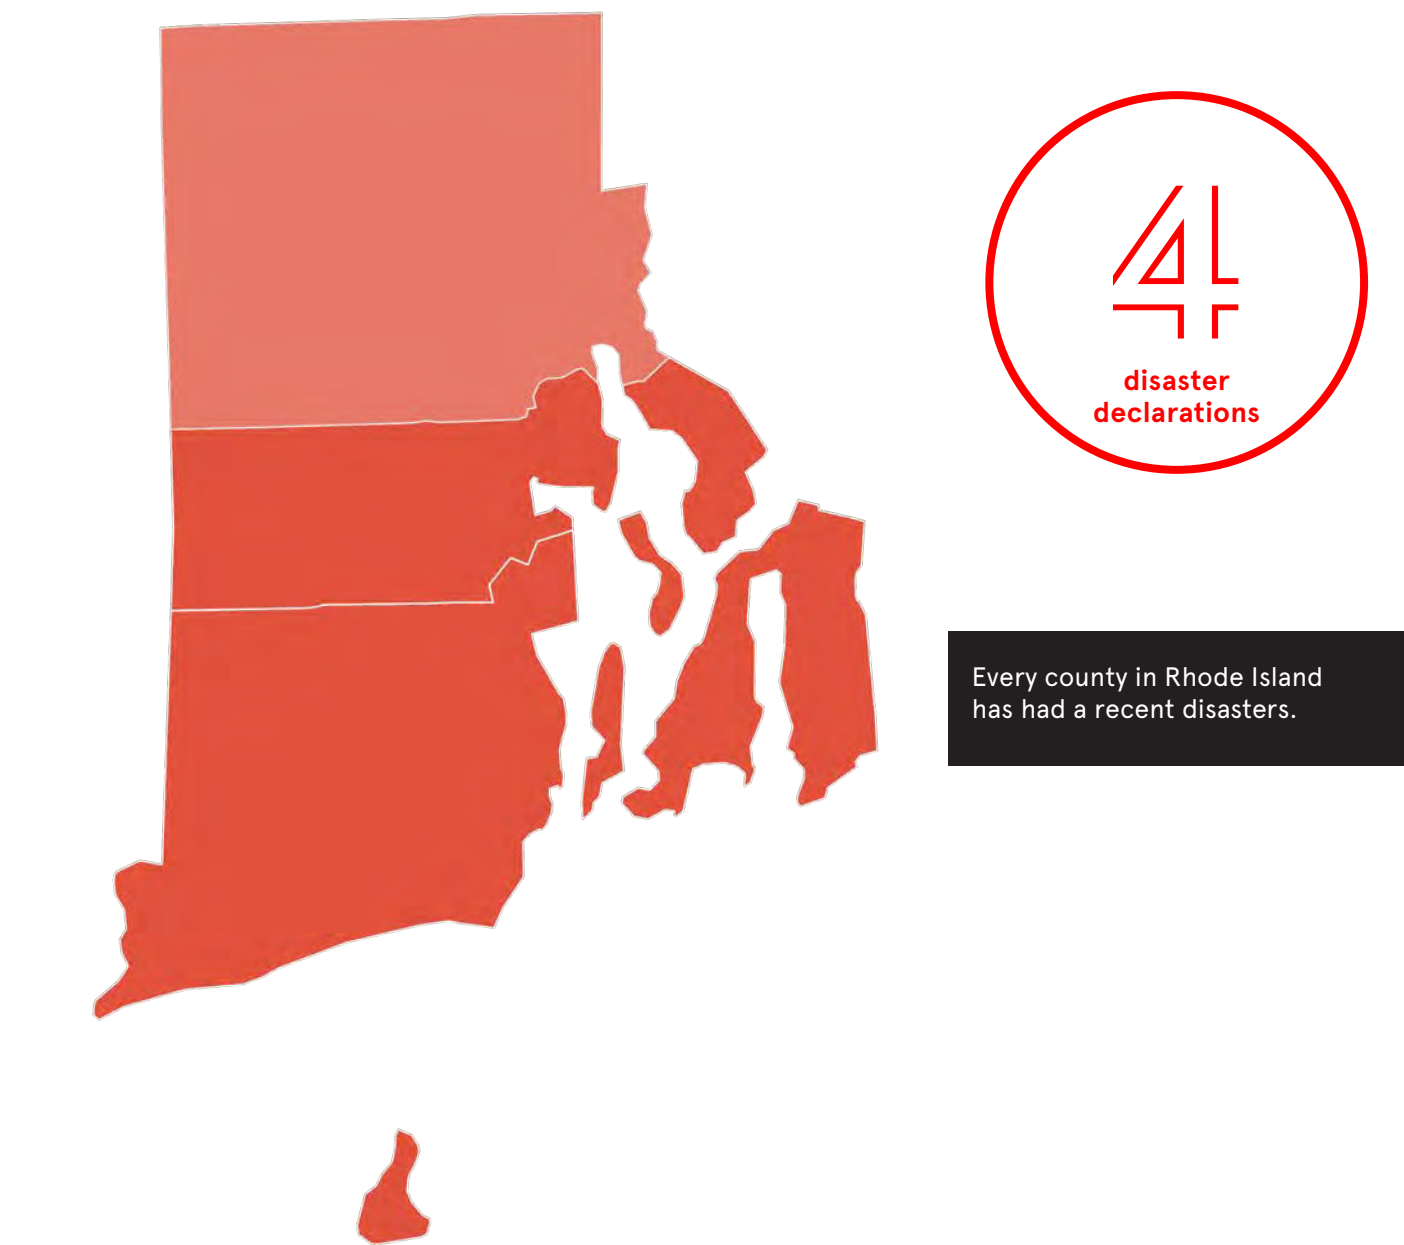 4
disaster
declarations
Every county in Rhode Island
has had a recent disasters.